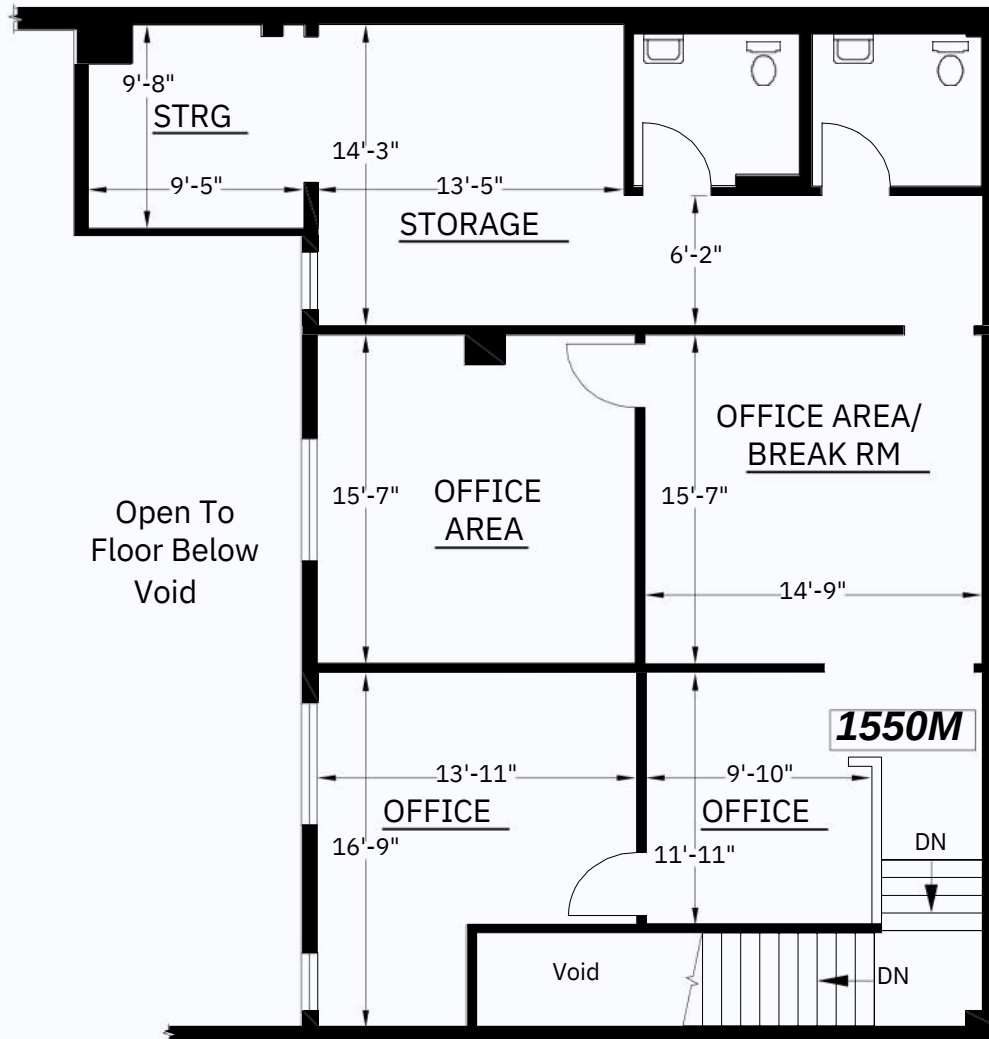 9'-8"
STRG
14'-3"
9'-5"
13'-5"
STORAGE
6'-2"
OFFICE AREA/
BREAK RM
15'-7"
OFFICE
AREA
15'-7"
Open To
Floor Below
Void
14'-9"
1550M
13'-11"
9'-10"
OFFICE
OFFICE
16'-9"
11'-11"
DN
Void
DN